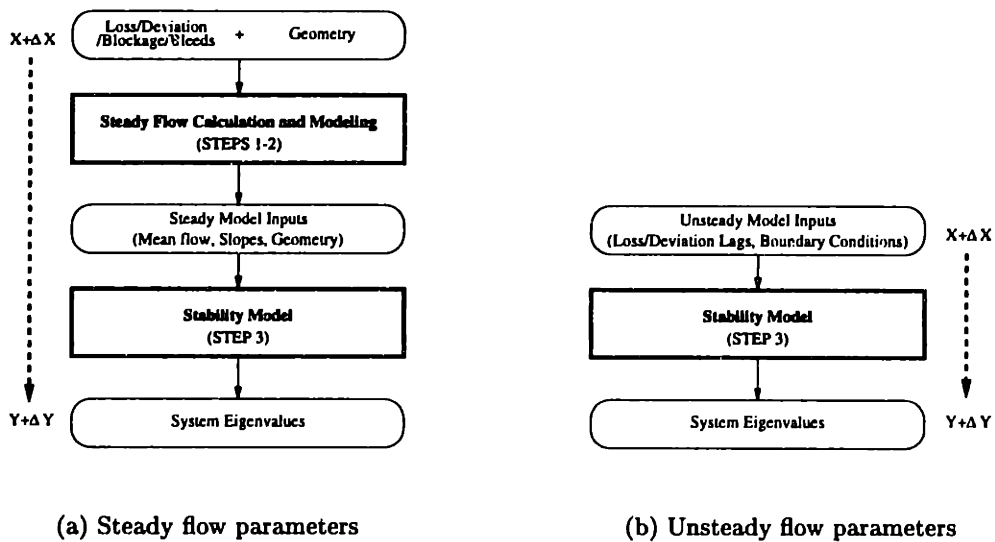 X+Δ X
Loss/Deviation
/Blockage/Bleeds + Geometry
Steady Flow Calculation and Modeling
(STEPS 1-2)
Steady Model Inputs
(Mean flow, Slopes, Geometry)
Stability Model
(STEP 3)
Y+Δ Y
System Eigenvalues
(a) Steady flow parameters
Unsteady Model Inputs
(Loss/Deviation Lags, Boundary Conditions)
X+Δ X
Stability Model
(STEP 3)
System Eigenvalues
Y+Δ Y
(b) Unsteady flow parameters